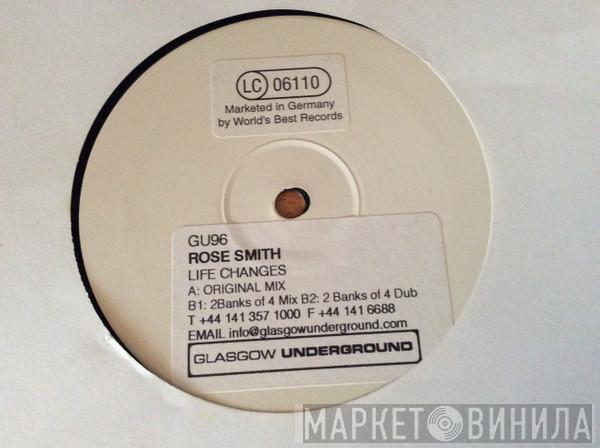 LC 06110
Marketed in Germany
by World's Best Records
GU96
ROSE SMITH
LIFE CHANGES
A: ORIGINAL MIX
B1: 2Banks of 4 Mix B2: 2 Banks of 4 Dub
T +44 141 357 1000 F +44 141 6688
EMAIL info@glasgowunderground.com
GLASGOW UNDERGROUND
МАРКЕТ ВИНИЛА